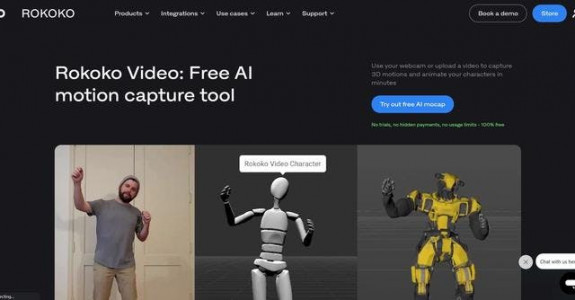 ROKOKO
Products Integrations Use cases Learn Support
Book a demo
Store
Rokoko Video: Free AI
motion capture tool
Use your webcam or upload a video to capture
3D motions and animate your characters in
minutes
Try out free AI mocap
No trials, no hidden payments, no usage limits - 100% free
Rokoko Video Character
Chat with us